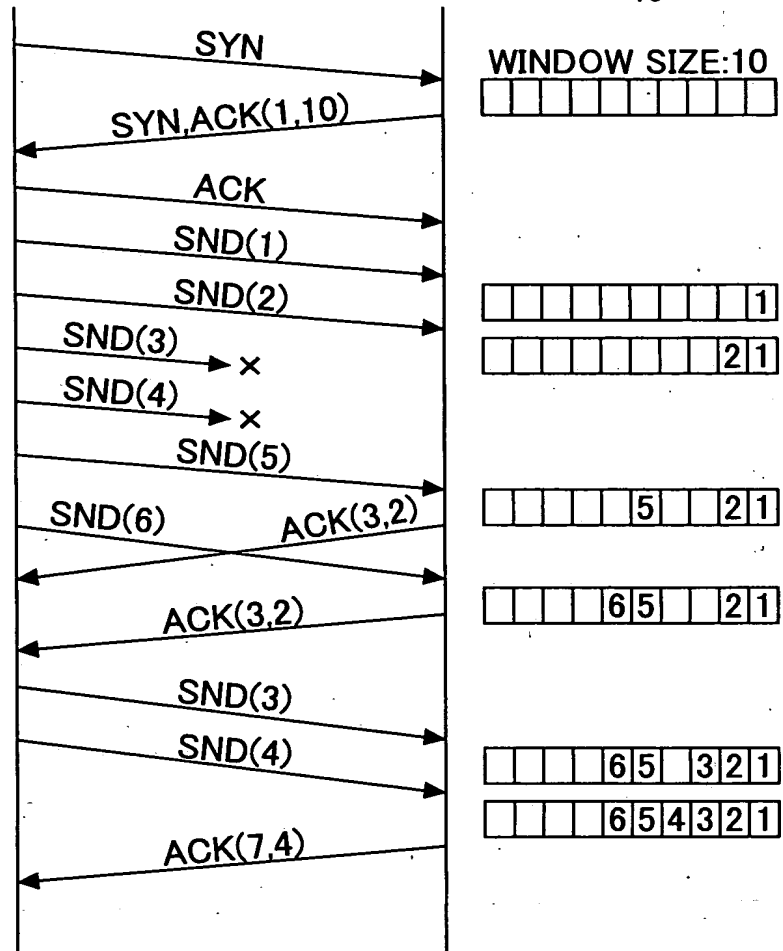 SYN
WINDOW SIZE:10
SYN,ACK(1,10)
ACK
SND(1)
SND(2)
1
SND(3)
2 1
SND(4)
SND(5)
5 2 1
SND(6)
ACK(3,2)
6 5 2 1
ACK(3,2)
SND(3)
SND(4)
6 5 3 2 1
6 5 4 3 2 1
ACK(7,4)